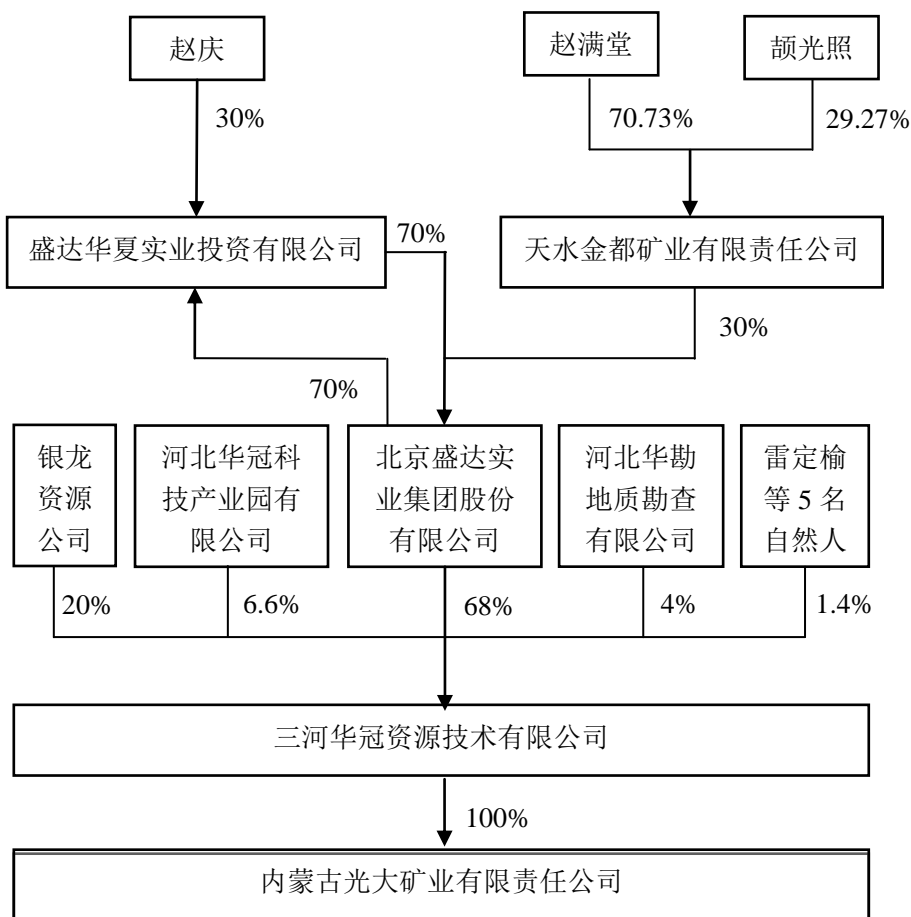 赵庆
赵满堂
颉光照
30%
70.73%
29.27%
盛达华夏实业投资有限公司
70%
天水金都矿业有限责任公司
30%
70%
银龙
资源
公司
河北华冠科
技产业园有
限公司
北京盛达实
业集团股份
有限公司
河北华勘
地质勘查
有限公司
雷定榆
等 5 名
自然人
20%
6.6%
68%
4%
1.4%
三河华冠资源技术有限公司
100%
内蒙古光大矿业有限责任公司